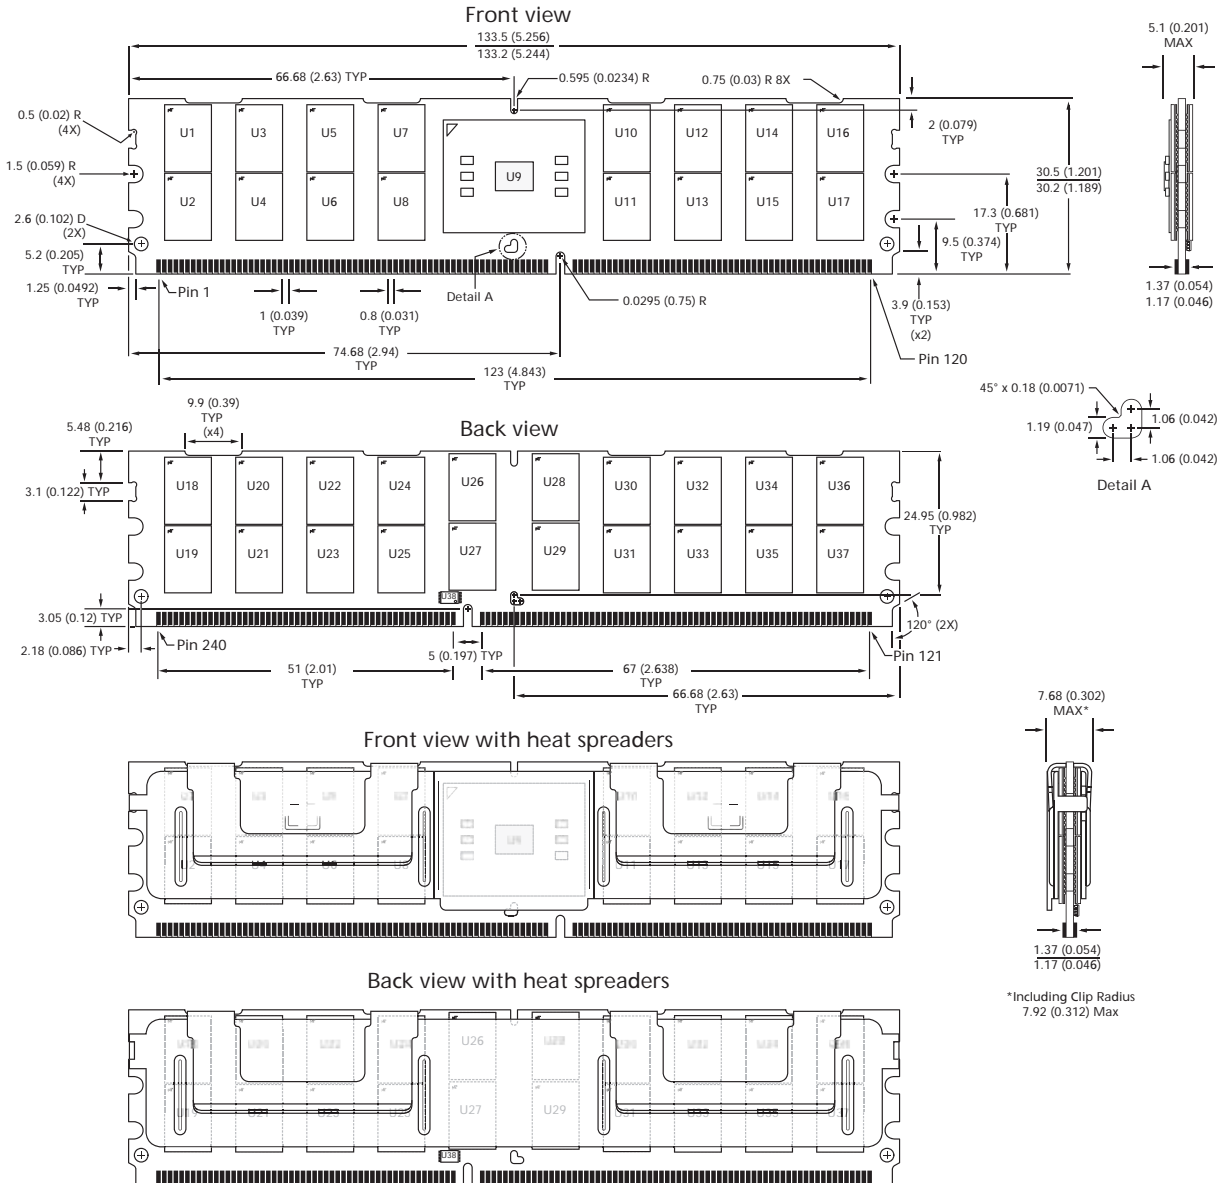 Front view
133.5 (5.256)
133.2 (5.244)
66.68 (2.63) TYP
0.595 (0.0234) R
0.75 (0.03) R 8X
5.1 (0.201)
MAX
0.5 (0.02) R
(4X)
U1
U3
U5
U7
U10
U12
U14
U16
2 (0.079)
TYP
1.5 (0.059) R
(4X)
U9
30.5 (1.201)
30.2 (1.189)
2.6 (0.102) D
(2X)
U2
U4
U6
U8
U11
U13
U15
U17
17.3 (0.681)
TYP
9.5 (0.374)
TYP
5.2 (0.205)
TYP
1.25 (0.0492)
TYP
Pin 1
1 (0.039)
TYP
0.8 (0.031)
TYP
Detail A
0.0295 (0.75) R
3.9 (0.153)
TYP
(x2)
1.37 (0.054)
1.17 (0.046)
74.68 (2.94)
TYP
Pin 120
123 (4.843)
TYP
45° x 0.18 (0.0071)
1.19 (0.047)
1.06 (0.042)
1.06 (0.042)
Detail A
9.9 (0.39)
TYP
(x4)
5.48 (0.216)
TYP
Back view
3.1 (0.122) TYP
U18
U20
U22
U24
U26
U28
U30
U32
U34
U36
24.95 (0.982)
TYP
U19
U21
U23
U25
U27
U29
U31
U33
U35
U37
U38
3.05 (0.12) TYP
2.18 (0.086) TYP
Pin 240
5 (0.197) TYP
120° (2X)
Pin 121
51 (2.01)
TYP
67 (2.638)
TYP
66.68 (2.63)
TYP
7.68 (0.302)
MAX*
Front view with heat spreaders
1.37 (0.054)
1.17 (0.046)
*Including Clip Radius
7.92 (0.312) Max
Back view with heat spreaders
U26
U27
U29
U38